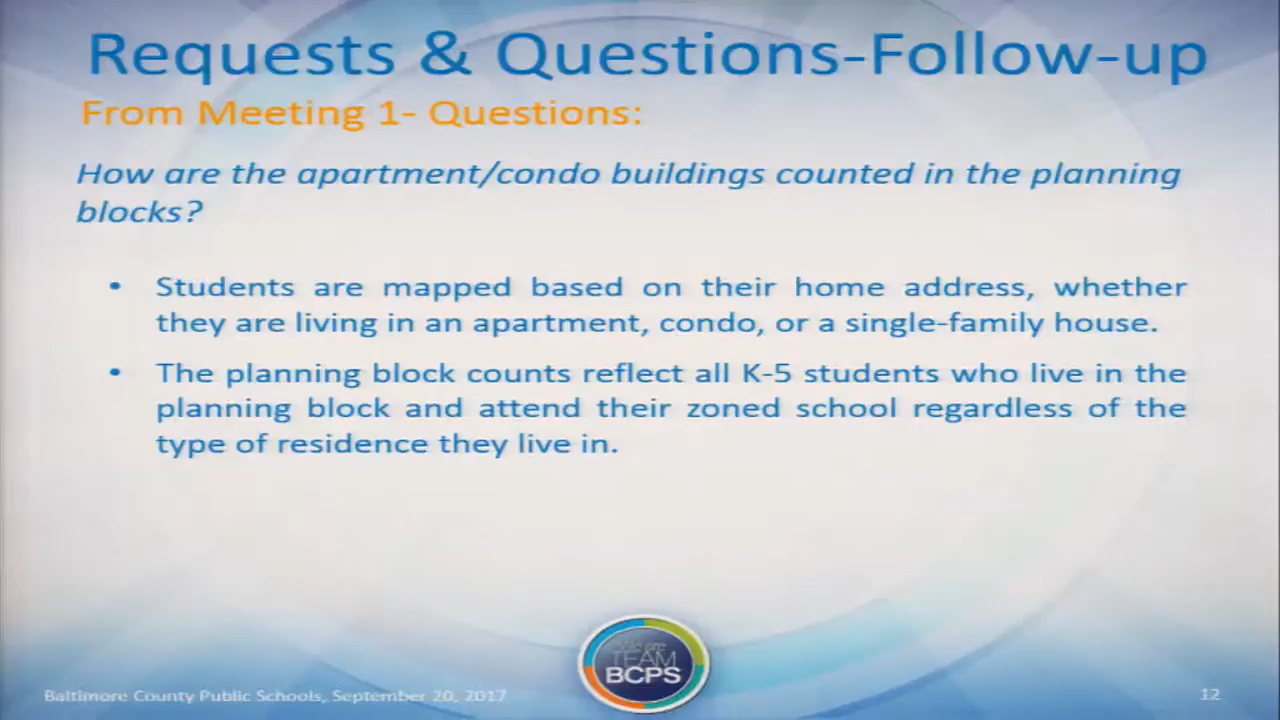 Requests & Questions-Follow-up
From Meeting 1- Questions:
How are the apartment/condo buildings counted in the planning
blocks?
• Students are mapped based on their home address, whether
they are living in an apartment, condo, or a single-family house.
• The planning block counts reflect all K-5 students who live in the
planning block and attend their zoned school regardless of the
type of residence they live in.
We are
TEAM
BCPS
Baltimore County Public Schools, September 20, 2017
12